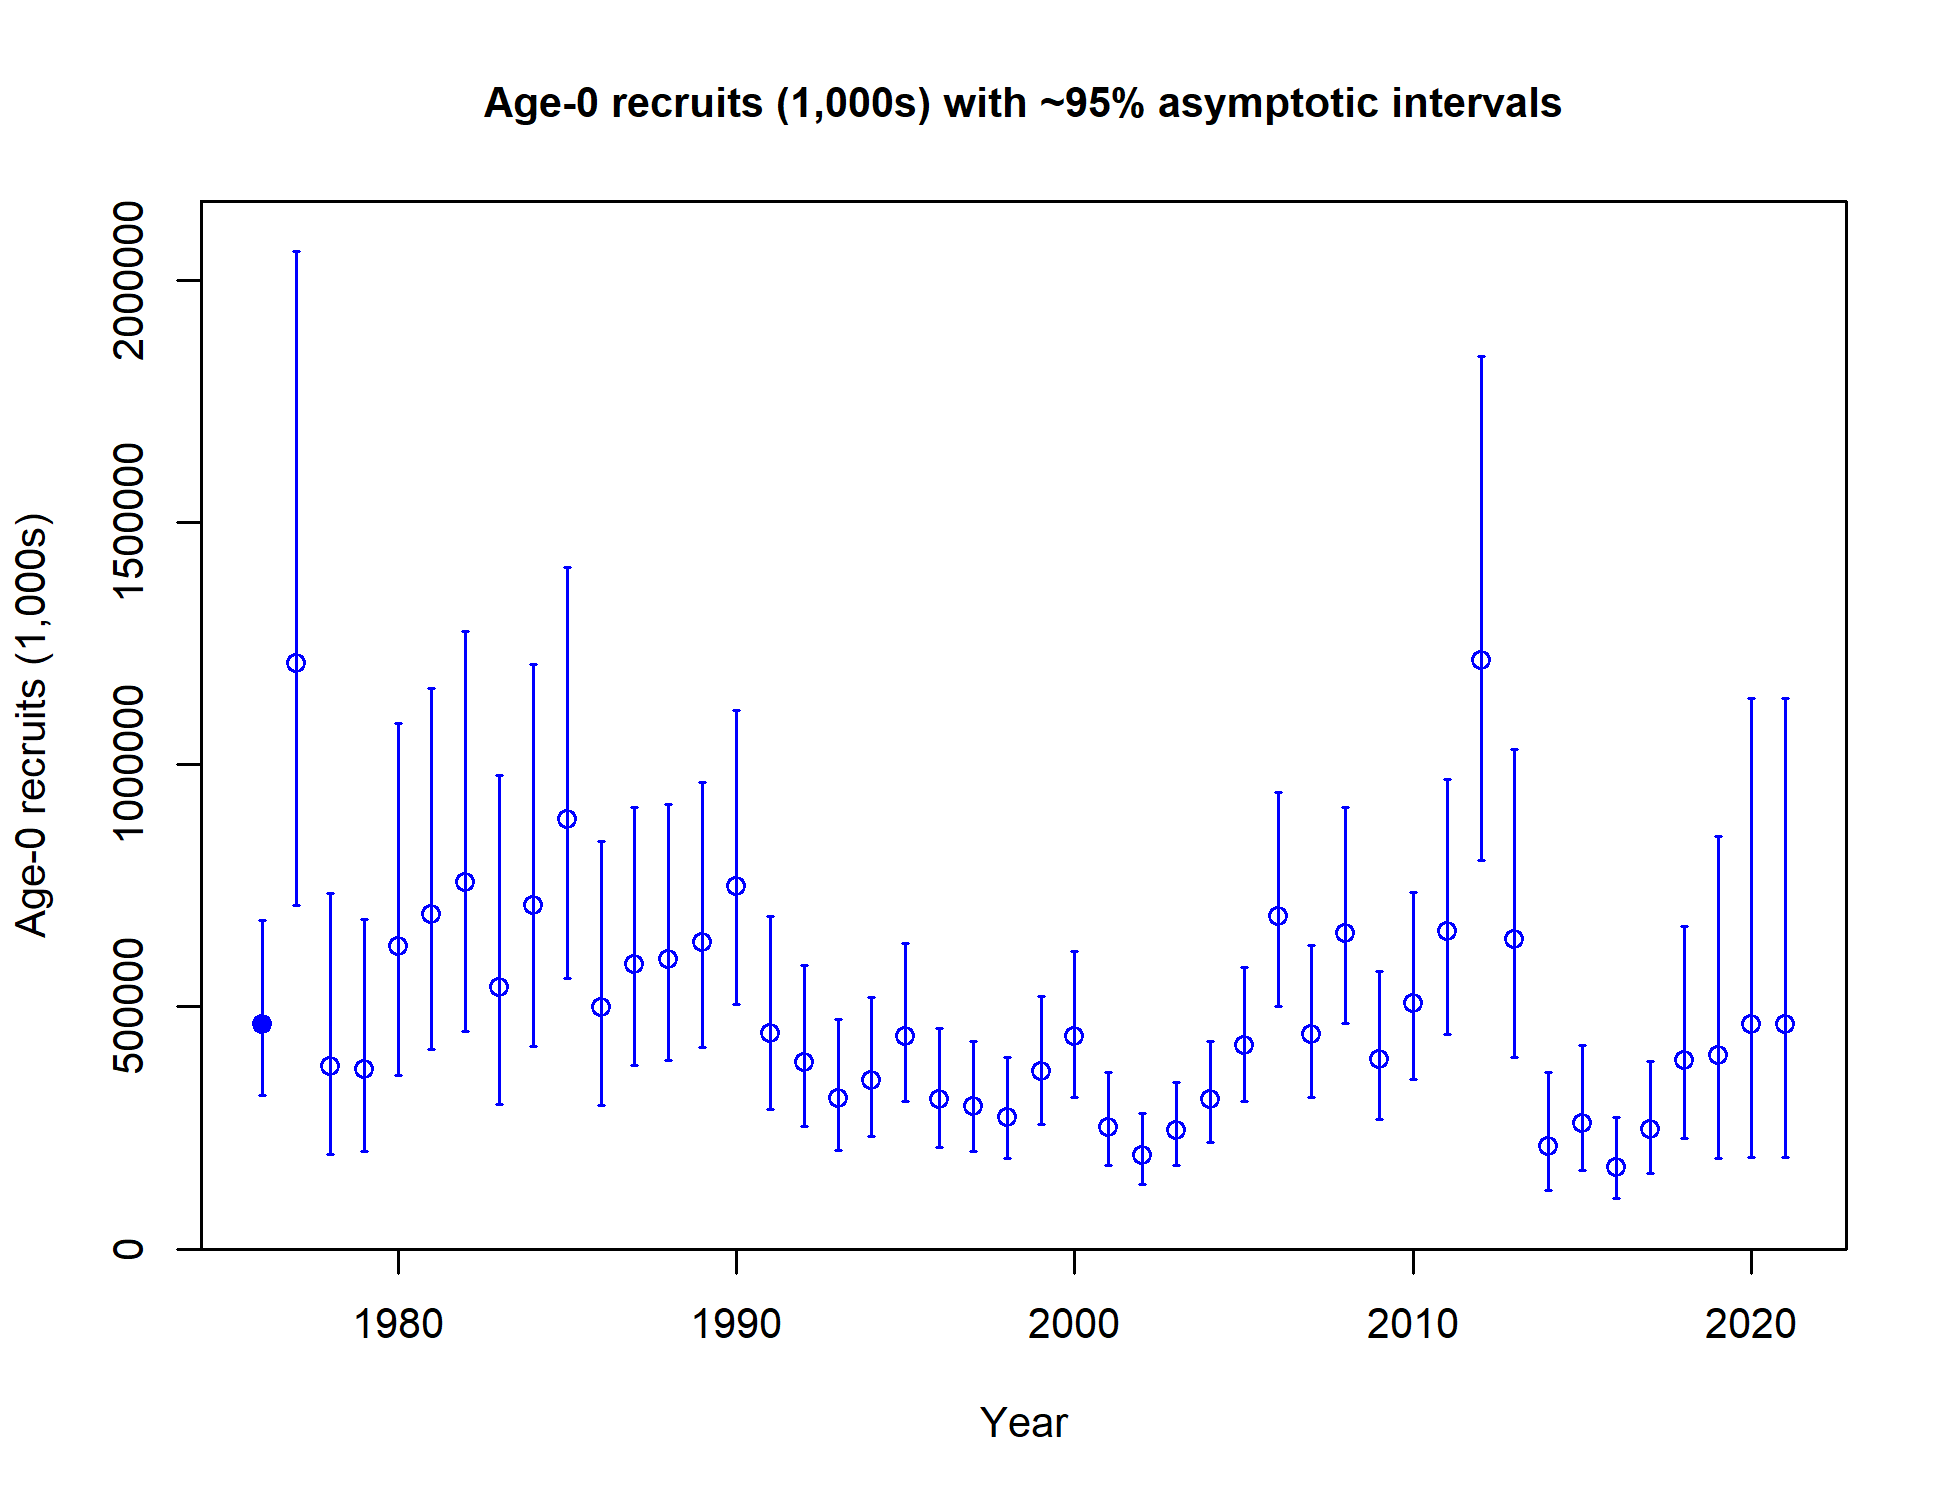 Age-0 recruits (1,000s) with ~95% asymptotic intervals
Age-0 recruits (1,000s)
2000000
1500000
1000000
500000
0
1980 1990 2000 2010 2020
Year